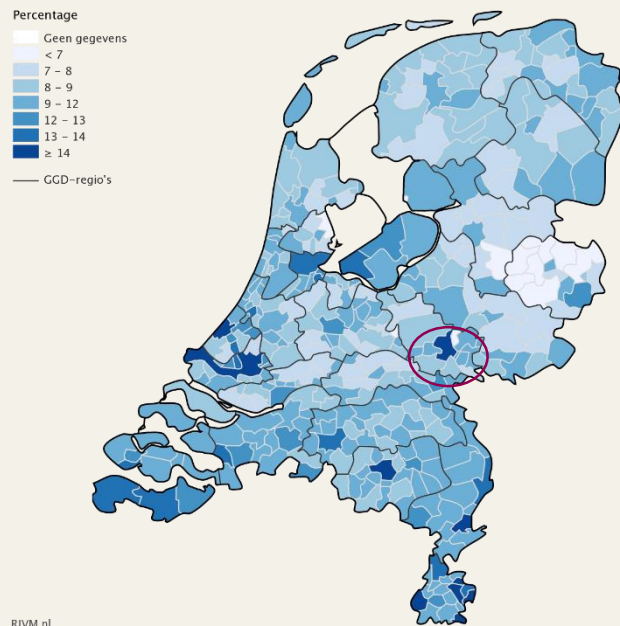 Percentage
Geen gegevens
< 7
7 – 8
8 – 9
9 – 12
12 – 13
13 – 14
≥ 14
GGD–regio's
RIVM.nl